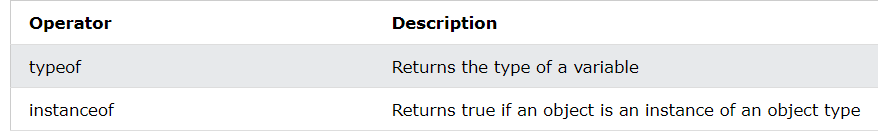 Operator Description
typeof Returns the type of a variable
instanceof Returns true if an object is an instance of an object type